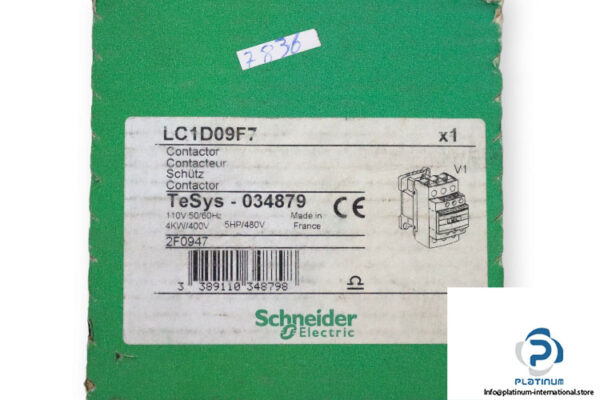 7836
LC1D09F7 x1
Contactor
Contacteur
Schütz
Contactor
V1
TeSys - 034879
110V 50/60Hz Made in
4KW/400V 5HP/480V France
CE
2F0947
3 389110 348798
Schneider
Electric
PLATINUM
Info@platinum-international.store